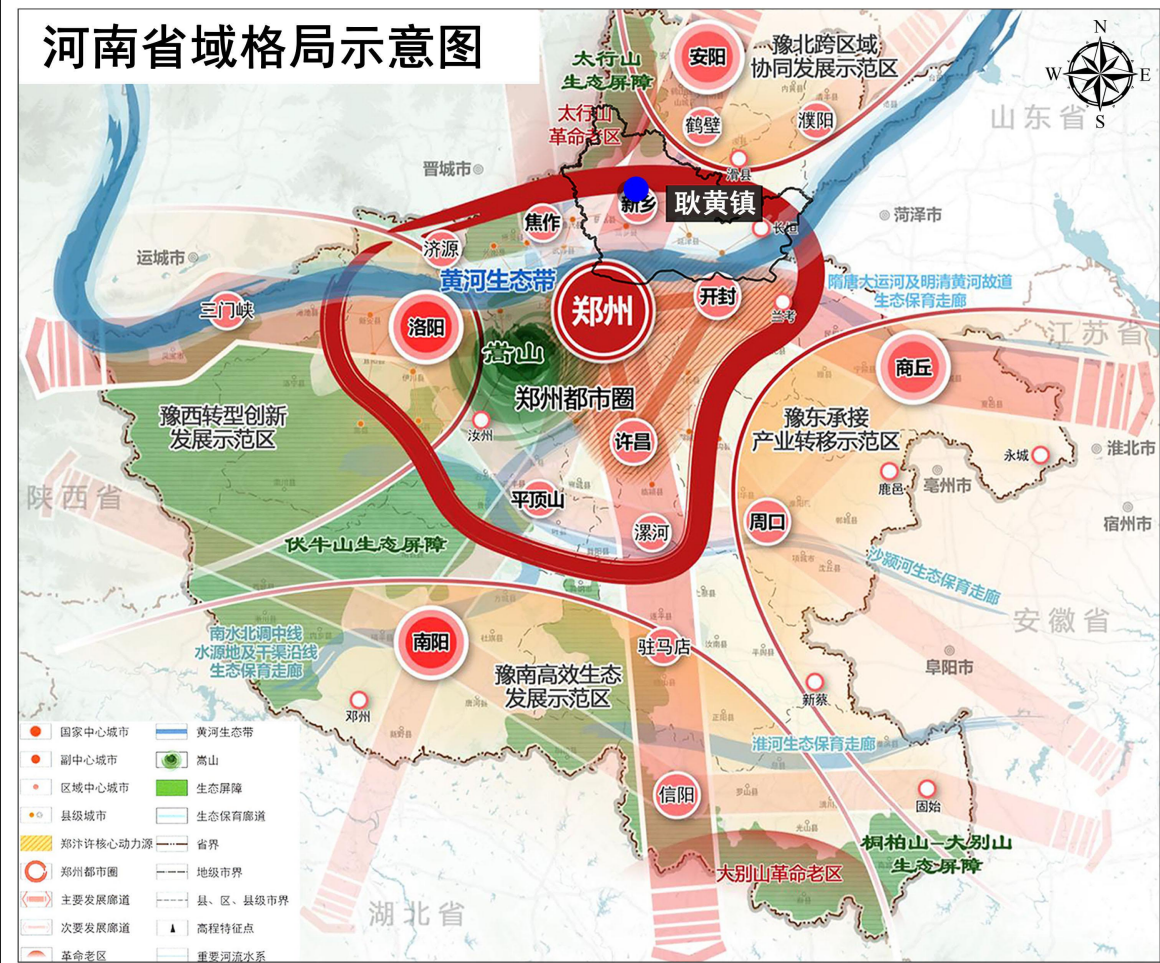 河南省域格局示意图
N
W
E
S
安阳
豫北跨区域
协同发展示范区
太行山
生态屏障
鹤壁
濮阳
太行山
革命老区
山东省
滑县
晋城市
新乡
耿黄镇
菏泽市
长垣
焦作
济源
运城市
黄河生态带
三门峡
郑州
开封
兰考
隋唐大运河及明清黄河故道
生态保育走廊
洛阳
嵩山
江苏省
商丘
郑州都市圈
豫西转型创新
发展示范区
汝州
许昌
豫东承接
产业转移示范区
永城
淮北市
鹿邑
亳州市
陕西省
平顶山
漯河
周口
宿州市
伏牛山生态屏障
沙颍河生态保育走廊
安徽省
南水北调中线
水源地及干渠沿线
生态保育走廊
南阳
驻马店
阜阳市
豫南高效生态
发展示范区
新蔡
邓州
淮河生态保育走廊
信阳
固始
桐柏山-大别山
生态屏障
大别山革命老区
湖北省
国家中心城市
黄河生态带
副中心城市
嵩山
区域中心城市
生态屏障
县级城市
生态保育廊道
郑汴许核心动力源
省界
郑州都市圈
地级市界
主要发展廊道
县、区、县级市界
次要发展廊道
高程特征点
革命老区
重要河流水系